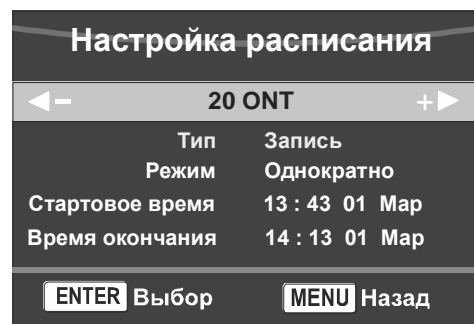 Настройка расписания
− 20 ONT +
Тип Запись
Режим Однократно
Стартовое время 13 : 43 01 Мар
Время окончания 14 : 13 01 Мар
ENTER Выбор MENU Назад